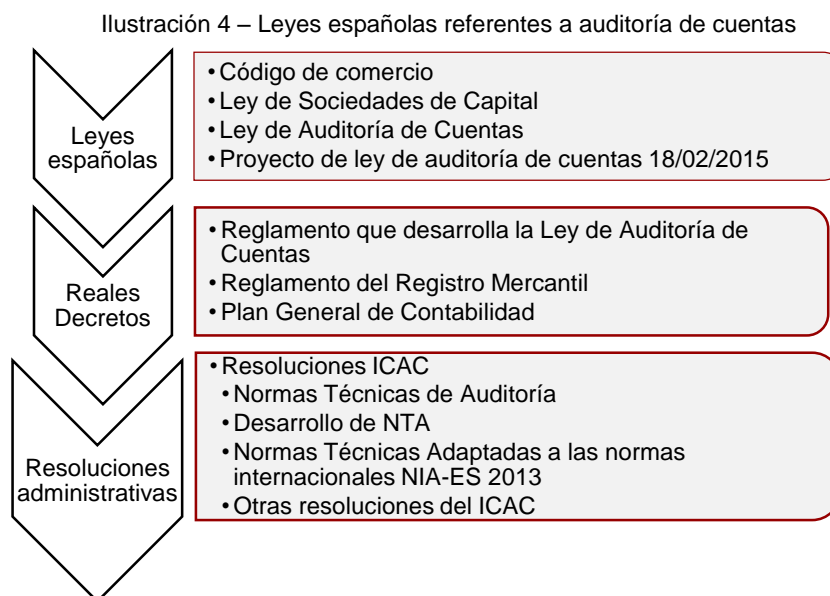 Ilustración 4 – Leyes españolas referentes a auditoría de cuentas
Leyes
españolas
•Código de comercio
•Ley de Sociedades de Capital
•Ley de Auditoría de Cuentas
•Proyecto de ley de auditoría de cuentas 18/02/2015
Reales
Decretos
•Reglamento que desarrolla la Ley de Auditoría de
Cuentas
•Reglamento del Registro Mercantil
•Plan General de Contabilidad
Resoluciones
administrativas
•Resoluciones ICAC
•Normas Técnicas de Auditoría
•Desarrollo de NTA
•Normas Técnicas Adaptadas a las normas
internacionales NIA-ES 2013
•Otras resoluciones del ICAC